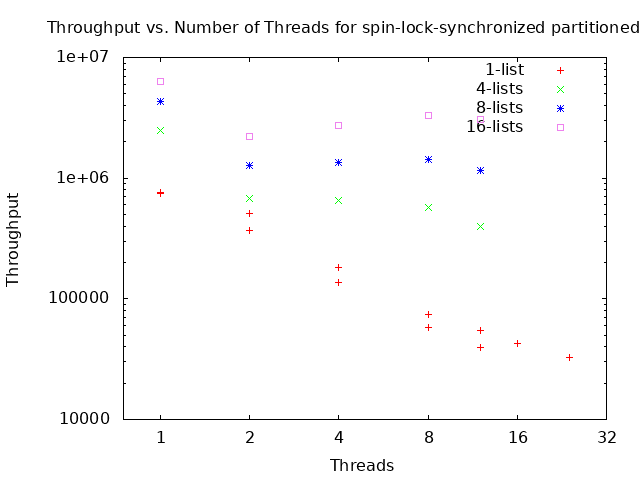 Throughput vs. Number of Threads for spin-lock-synchronized partitioned
1e+07
1e+06
100000
10000
Throughput
1-list
4-lists
8-lists
16-lists
1 2 4 8 16 32
Threads